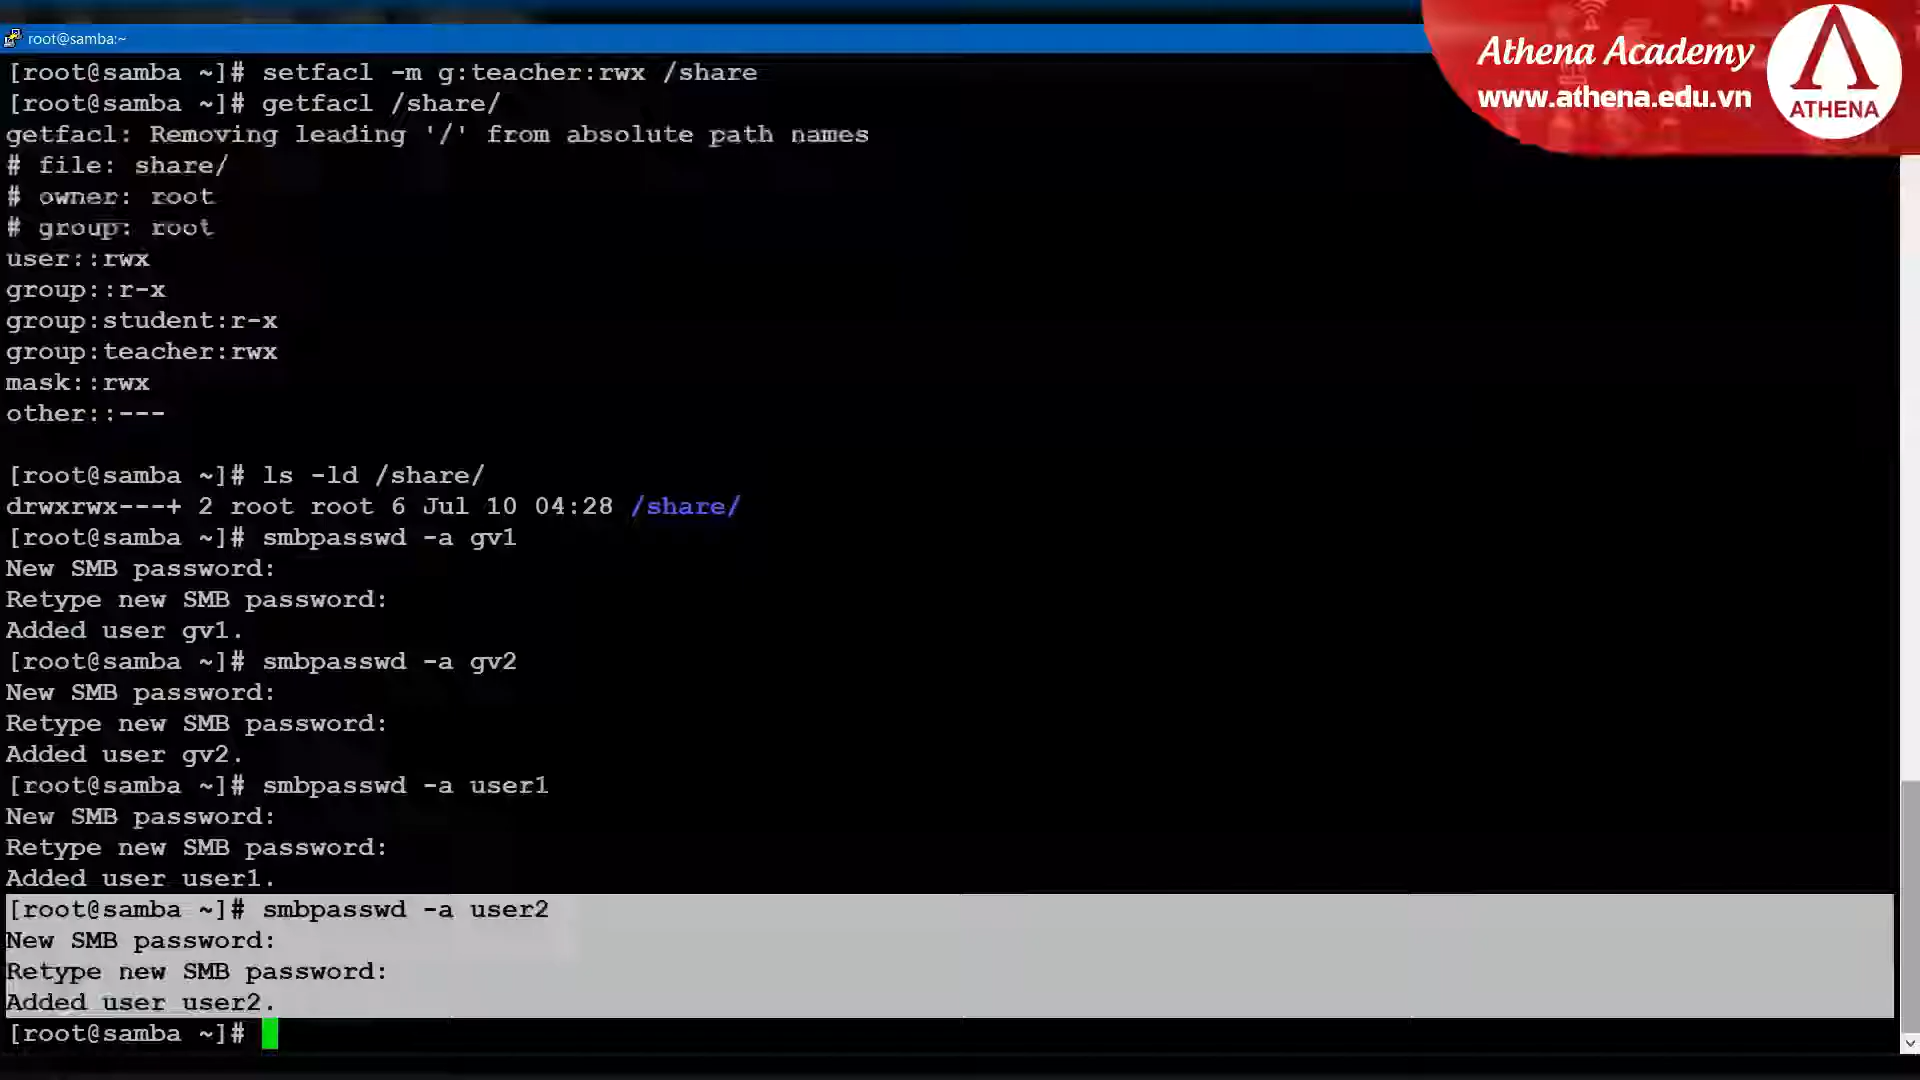 root@samba:~
Athena Academy
www.athena.edu.vn
ATHENA
[root@samba ~]# setfacl -m g:teacher:rwx /share
[root@samba ~]# getfacl /share/
getfacl: Removing leading '/' from absolute path names
# file: share/
# owner: root
# group: root
user::rwx
group::r-x
group:student:r-x
group:teacher:rwx
mask::rwx
other::---
[root@samba ~]# ls -ld /share/
drwxrwx---+ 2 root root 6 Jul 10 04:28 /share/
[root@samba ~]# smbpasswd -a gv1
New SMB password:
Retype new SMB password:
Added user gv1.
[root@samba ~]# smbpasswd -a gv2
New SMB password:
Retype new SMB password:
Added user gv2.
[root@samba ~]# smbpasswd -a user1
New SMB password:
Retype new SMB password:
Added user user1.
[root@samba ~]# smbpasswd -a user2
New SMB password:
Retype new SMB password:
Added user user2.
[root@samba ~]#